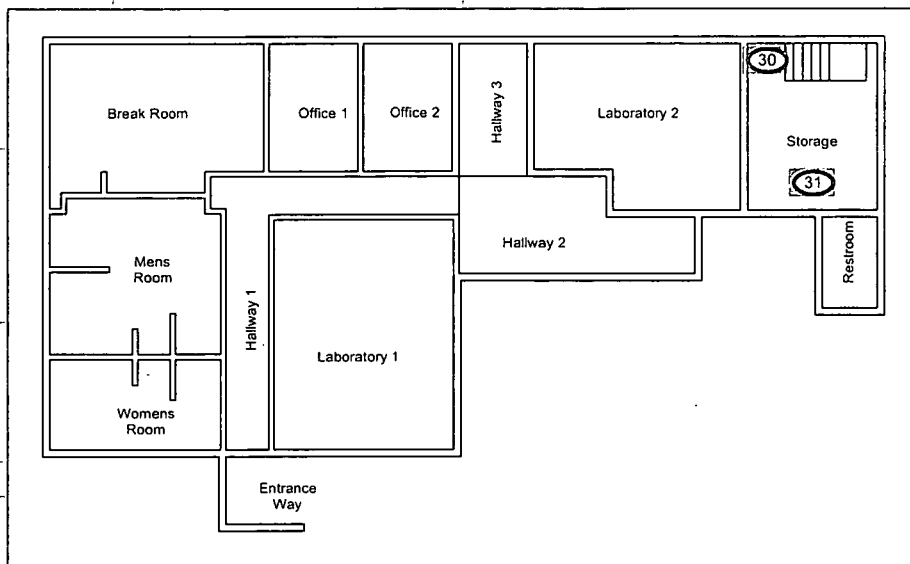 30
Break Room
Office 1
Office 2
Hallway 3
Laboratory 2
Storage
31
Hallway 2
Restroom
Mens
Room
Hallway 1
Laboratory 1
Womens
Room
Entrance
Way